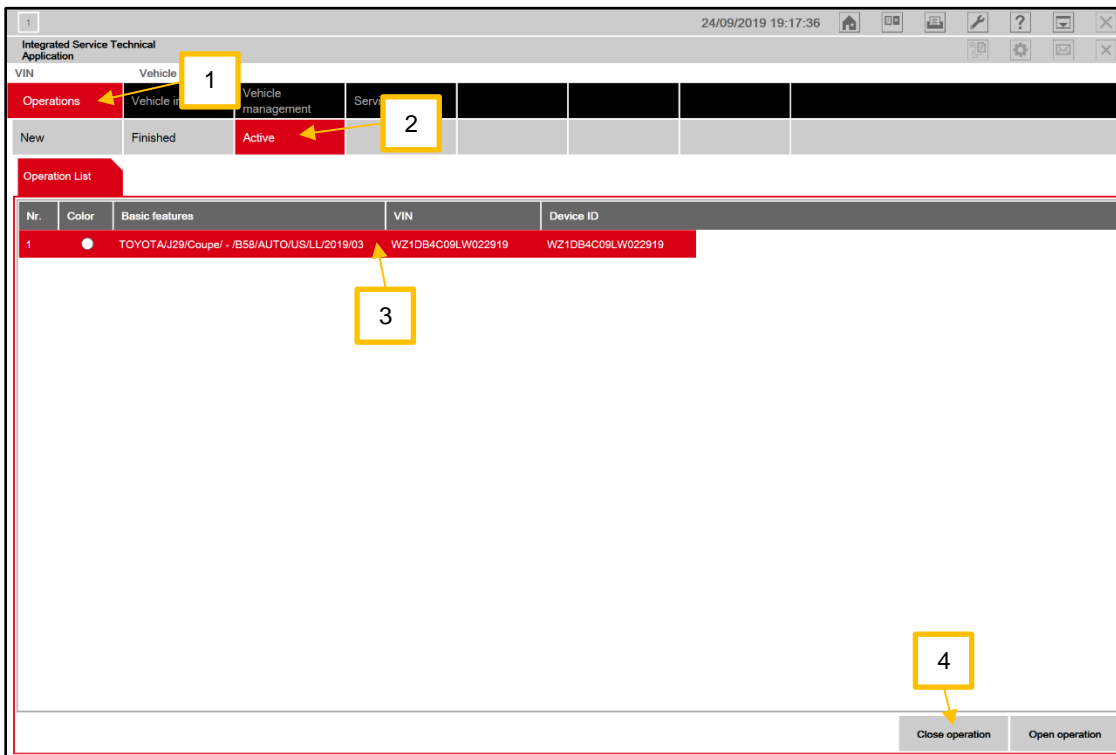 1
24/09/2019 19:17:36
?
Integrated Service Technical
Application
VIN
Vehicle
1
Operations
Vehicle
Vehicle
management
2
New
Finished
Active
Operation List
Nr.
Color
Basic features
VIN
Device ID
1
TOYOTA/J29/Coupe/ - /B58/AUTO/US/LL/2019/03
WZ1DB4C09LW022919
WZ1DB4C09LW022919
3
4
Close operation
Open operation